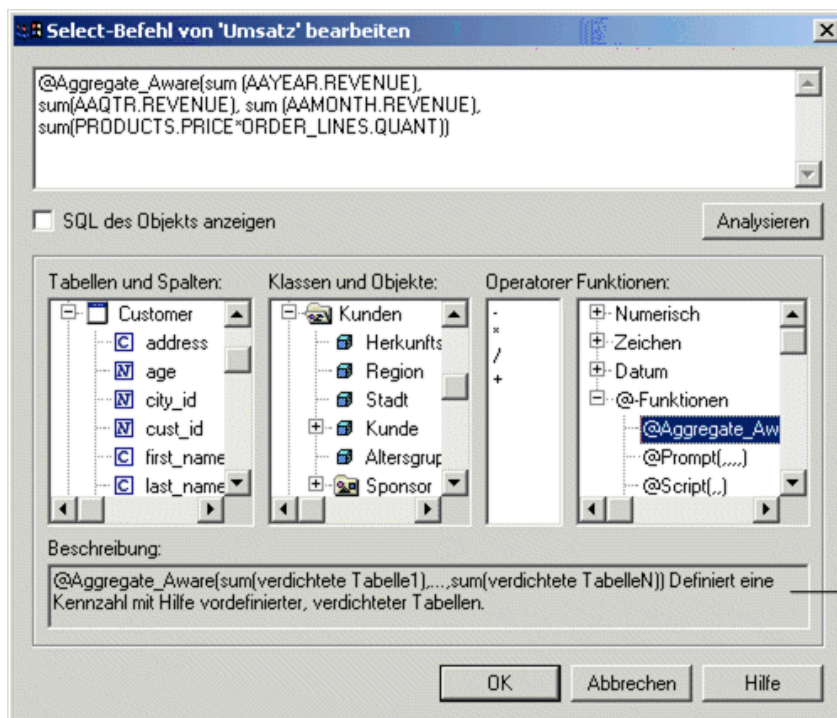 Select-Befehl von 'Umsatz' bearbeiten
@Aggregate_Aware(sum (AAYEAR.REVENUE),
sum(AAQTR.REVENUE), sum (AAMONTH.REVENUE),
sum(PRODUCTS.PRICE*ORDER_LINES.QUANT))
SQL des Objekts anzeigen
Analysieren
Tabellen und Spalten:
Customer
C address
N age
N city_id
N cust_id
C first_name
C last_name
Klassen und Objekte:
Kunden
Herkunfts
Region
Stadt
Kunde
Altersgrup
Sponsor
Operatorer Funktionen:
-
*
/
+
Numerisch
Zeichen
Datum
@-Funktionen
@Aggregate_Aw
@Prompt(,,,,)
@Script(,,)
Beschreibung:
@Aggregate_Aware(sum(verdichtete Tabelle1),...,sum(verdichtete TabelleN)) Definiert eine
Kennzahl mit Hilfe vordefinierter, verdichteter Tabellen.
OK
Abbrechen
Hilfe